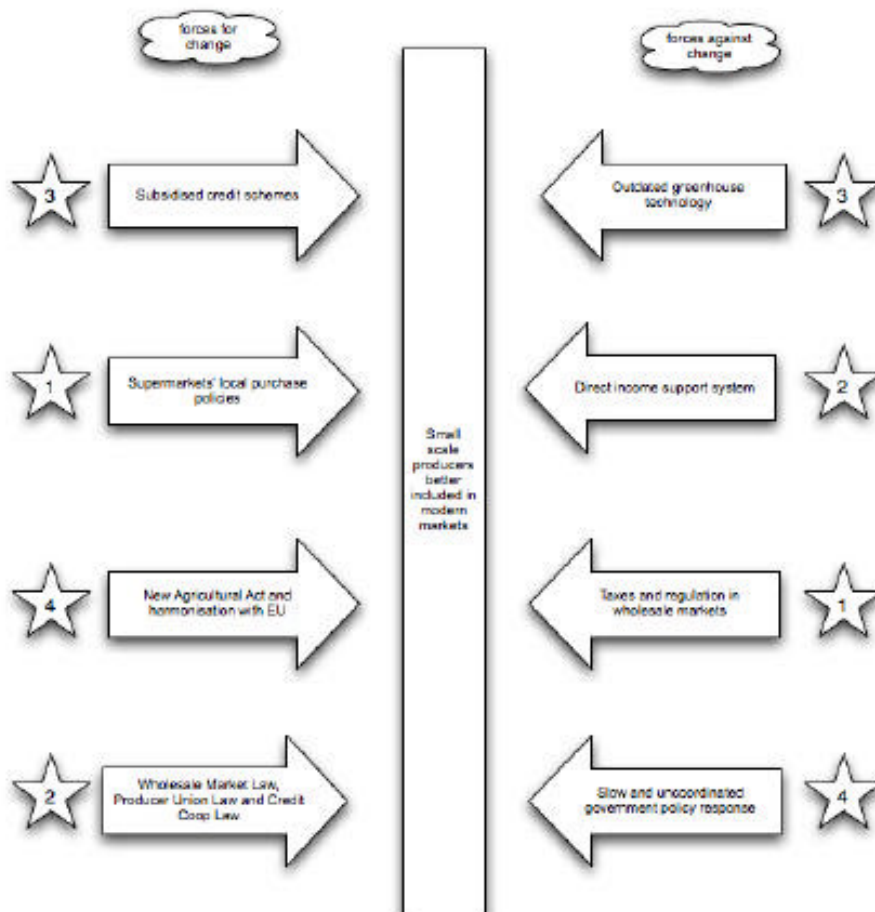 forces for
change
forces against
change
3
Subsidised credit schemes
Outdated greenhouse
technology
3
1
Supermarkets' local purchase
policies
Direct income support system
2
Small
scale
producers
better
included in
modern
markets
4
New Agricultural Act and
harmonisation with EU
Taxes and regulation in
wholesale markets
1
2
Wholesale Market Law,
Producer Union Law and Credit
Coop Law
Slow and uncoordinated
government policy response
4